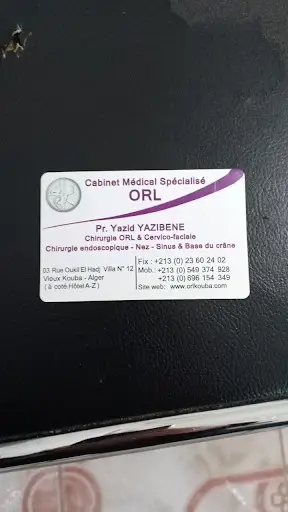 Cabinet Médical Spécialisé
ORL
Pr. Yazid YAZIBENE
Chirurgie ORL & Cervico-faciale
Chirurgie endoscopique - Nez - Sinus & Base du crâne
03 Rue Oukil El Hadj Villa N° 12
Vieux Kouba - Alger
( à coté Hôtel A-Z )
Fix : +213 (0) 23 60 24 02
Mob.: +213 (0) 549 374 928
+213 (0) 696 154 349
Site web: www.orlkouba.com